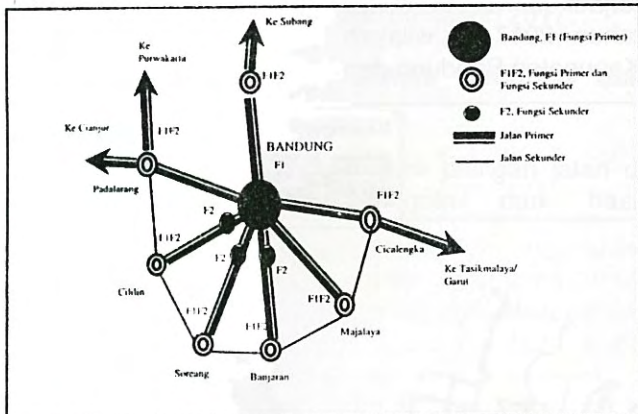 Ke Subang
Bandung, F1 (Fungsi Primer)
Ke
Purwakarta
F1F2
F1F2, Fungsi Primer dan
Fungsi Sekunder
F2, Fungsi Sekunder
Ke Cianjur
F1F2
BANDUNG
F1
Jalan Primer
Jalan Sekunder
Padalarang
F1F2
F2
F1F2
F2
F2
Cicalengka
Ke Tasikmalaya/
Garut
F1F2
Majalaya
F1F2
F1F2
Soreang
Banjaran